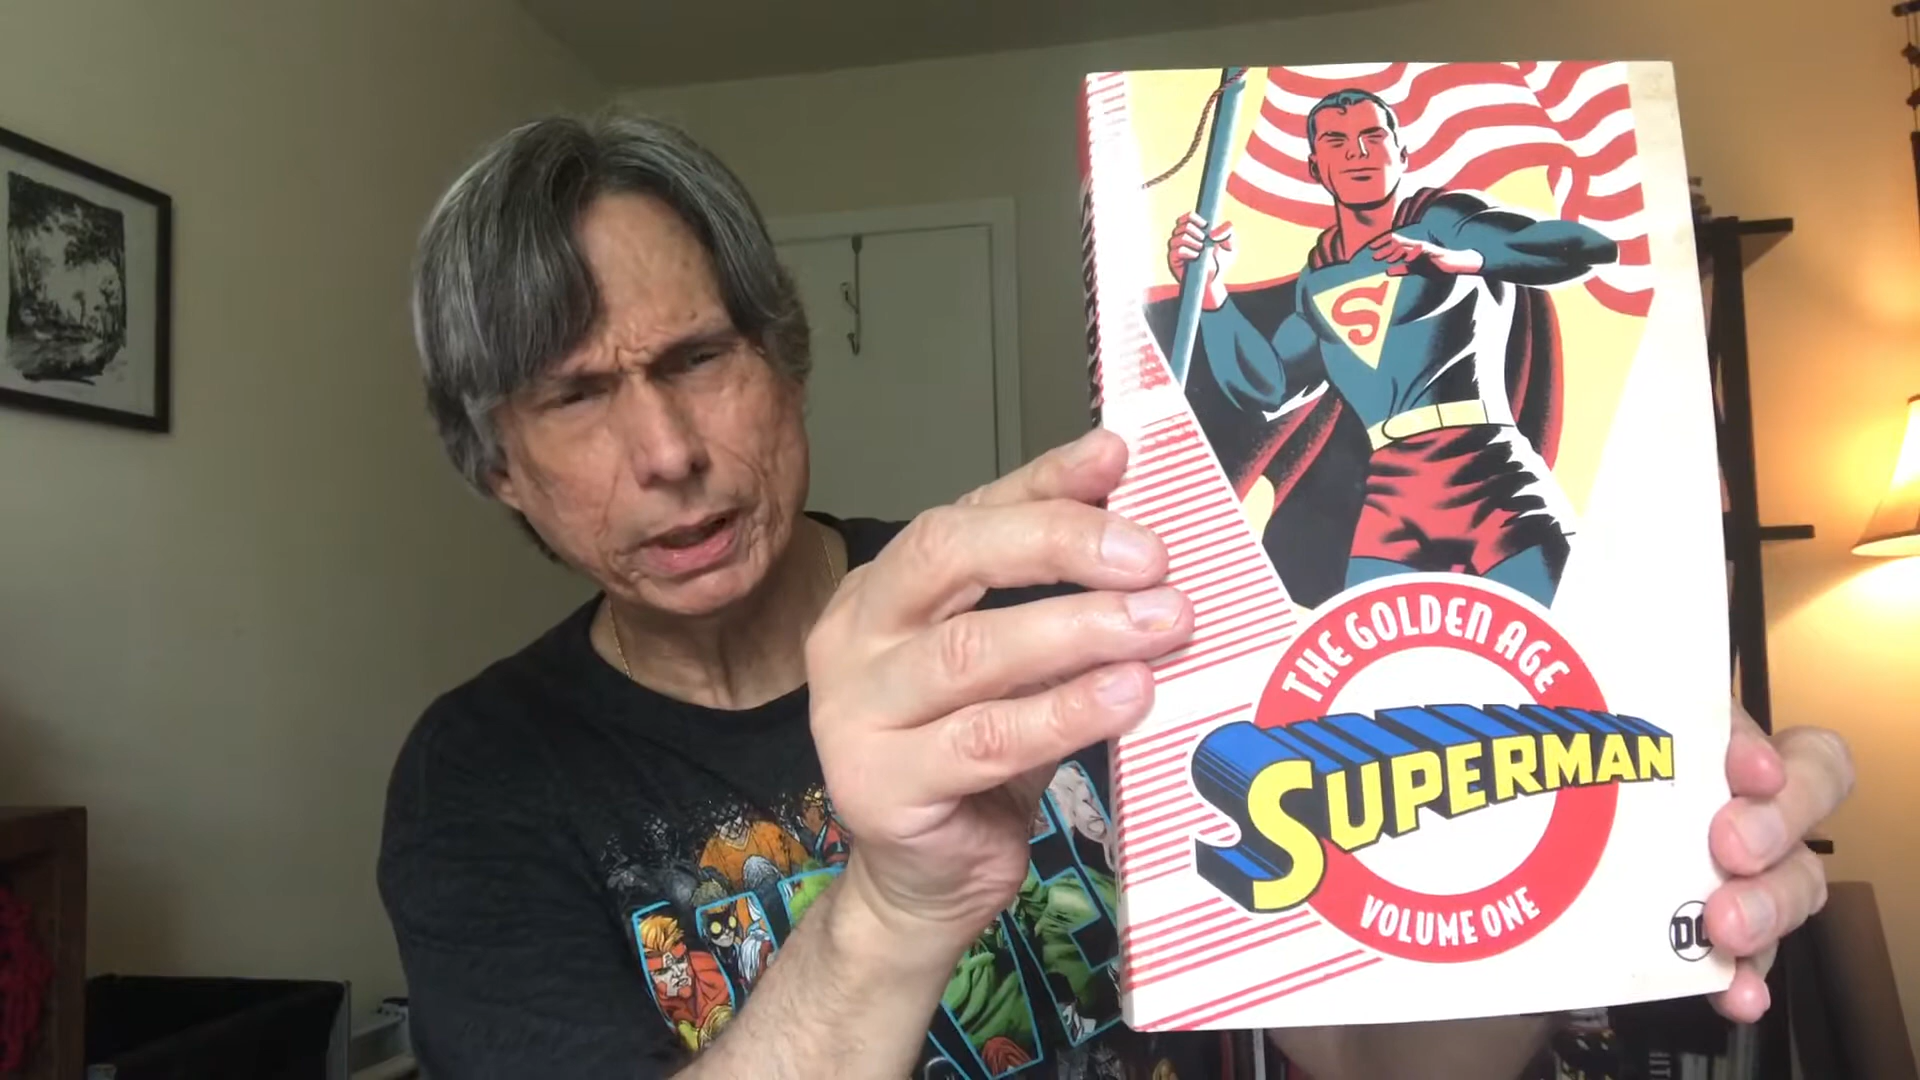 S
THE GOLDEN AGE
SUPERMAN
VOLUME ONE
DC